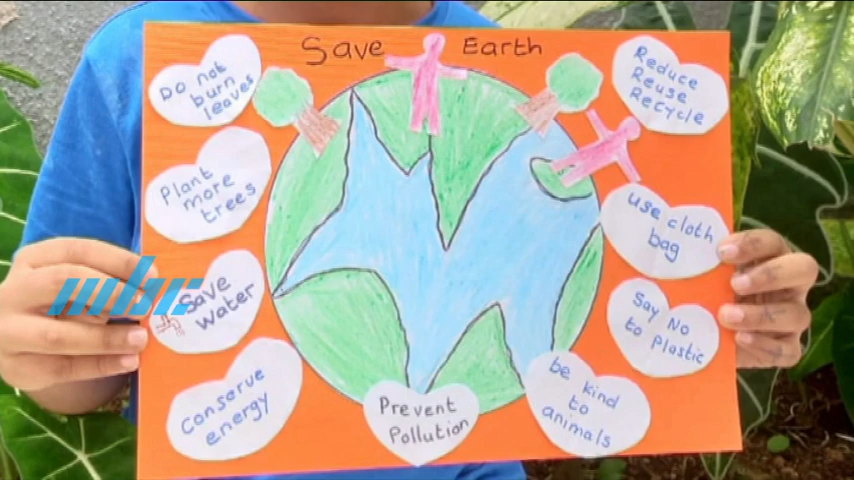 Save Earth
Do not
burn
leaves
Reduce
Reuse
Recycle
Plant
more
trees
use cloth
bag
mbc
Save
water
Say No
to Plastic
Conserve
energy
Prevent
Pollution
be kind
to
animals